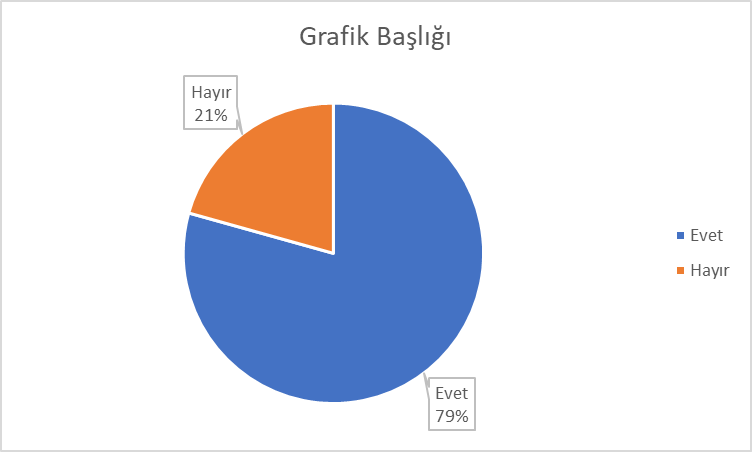 Grafik Başlığı
Hayır
21%
Evet
Hayır
Evet
79%